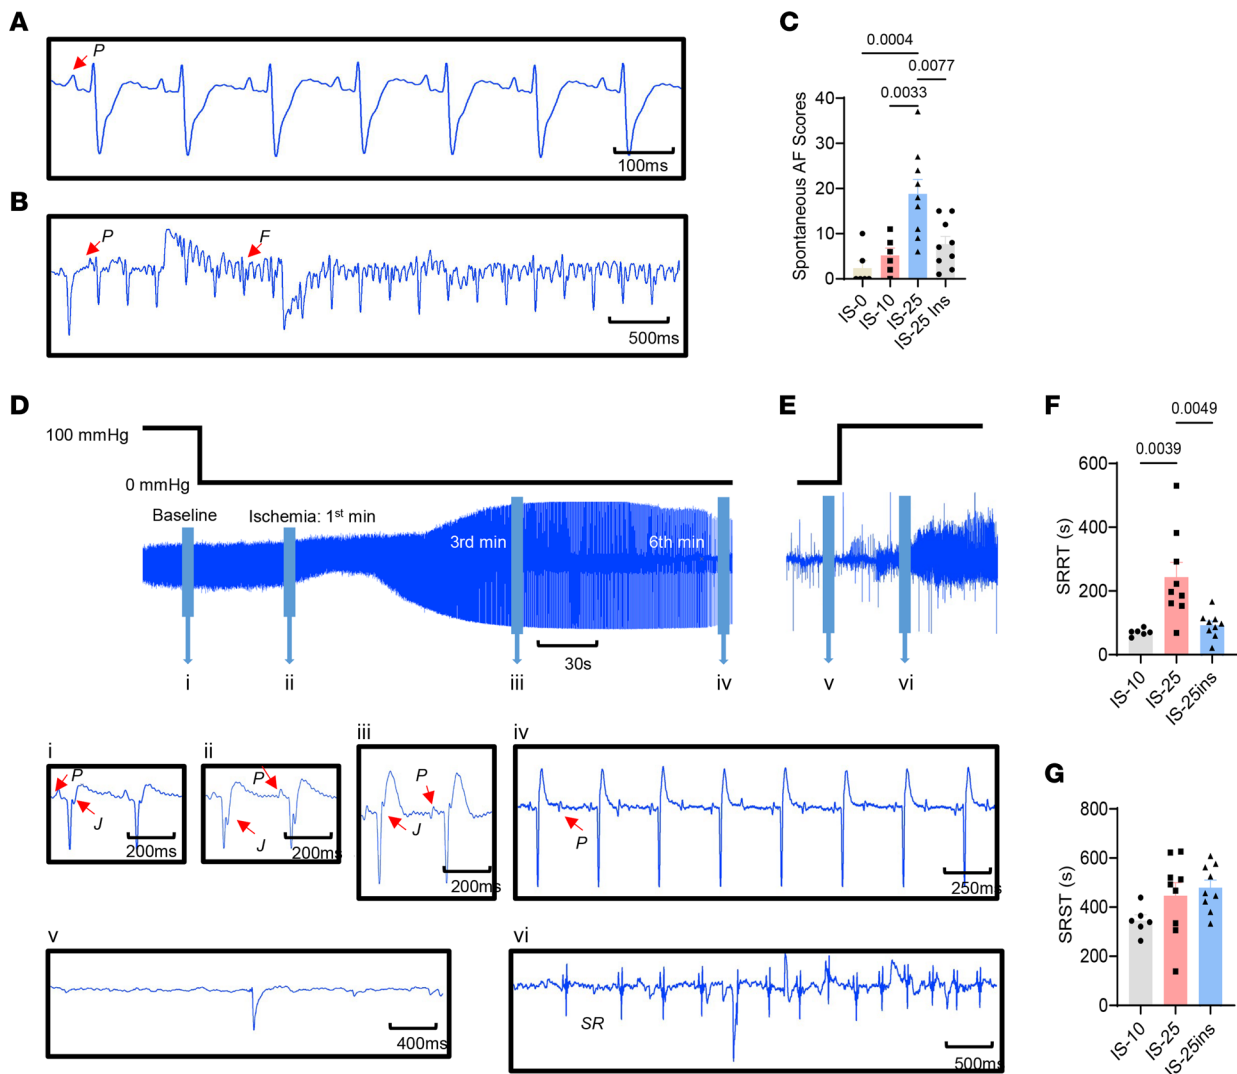 A
P
100ms
B
P
F
500ms
C
0.0004
0.0077
0.0033
Spontaneous AF Scores
40
30
20
10
0
IS-0
IS-10
IS-25
IS-25 Ins
D
100 mmHg
0 mmHg
Baseline
Ischemia: 1st min
3rd min
6th min
30s
i
ii
iii
iv
E
v
vi
F
0.0049
0.0039
SRRT (s)
600
400
200
0
IS-10
IS-25
IS-25ins
i
P
J
200ms
ii
P
J
200ms
iii
P
J
200ms
iv
P
250ms
v
400ms
vi
SR
500ms
G
SRST (s)
800
600
400
200
0
IS-10
IS-25
IS-25ins